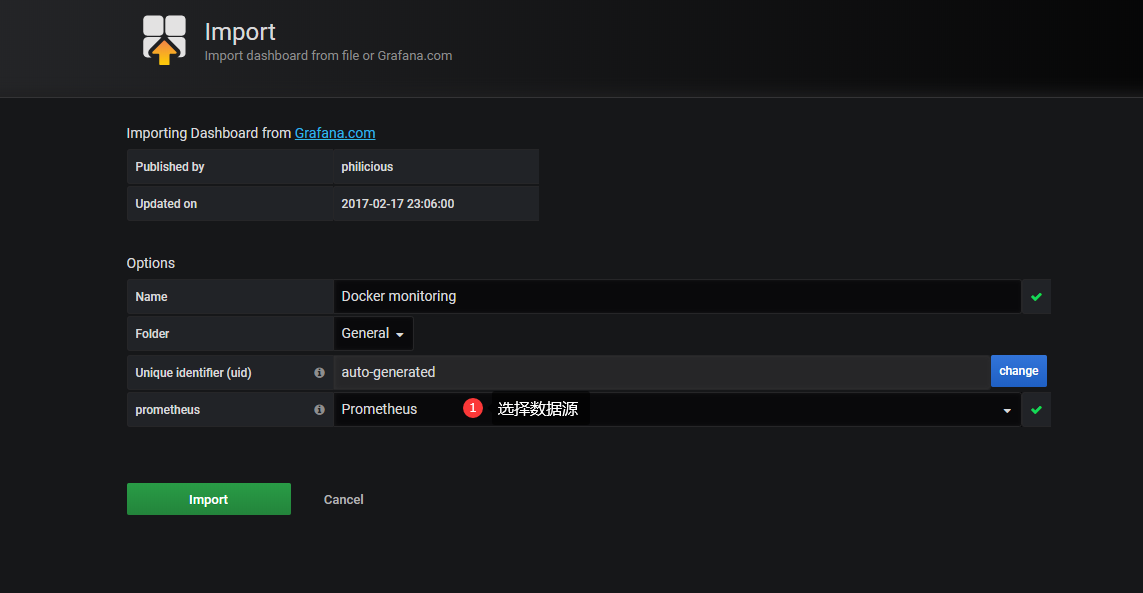 Import
Import dashboard from file or Grafana.com
Importing Dashboard from Grafana.com
Published by philicious
Updated on 2017-02-17 23:06:00
Options
Name Docker monitoring
Folder General
Unique identifier (uid) auto-generated change
prometheus Prometheus 1 选择数据源
Import Cancel